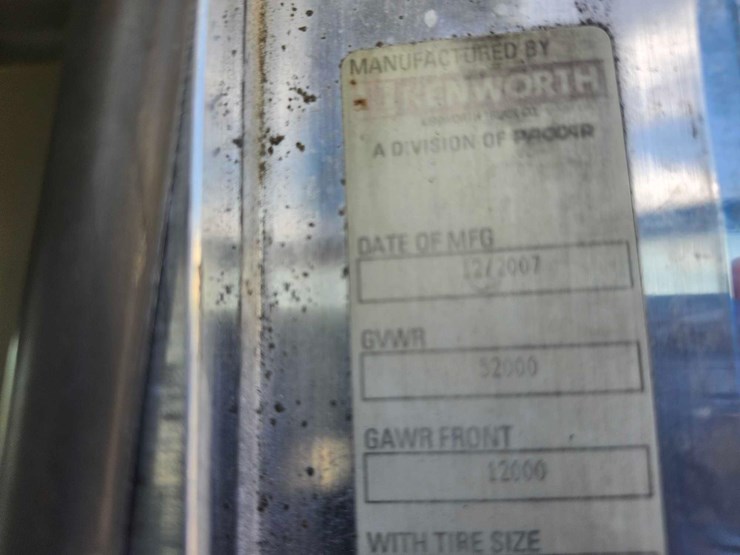 MANUFACTURED BY
KENWORTH
A DIVISION OF PACCAR
DATE OF MFG
12/2007
GVWR
52000
GAWR FRONT
12000
WITH TIRE SIZE